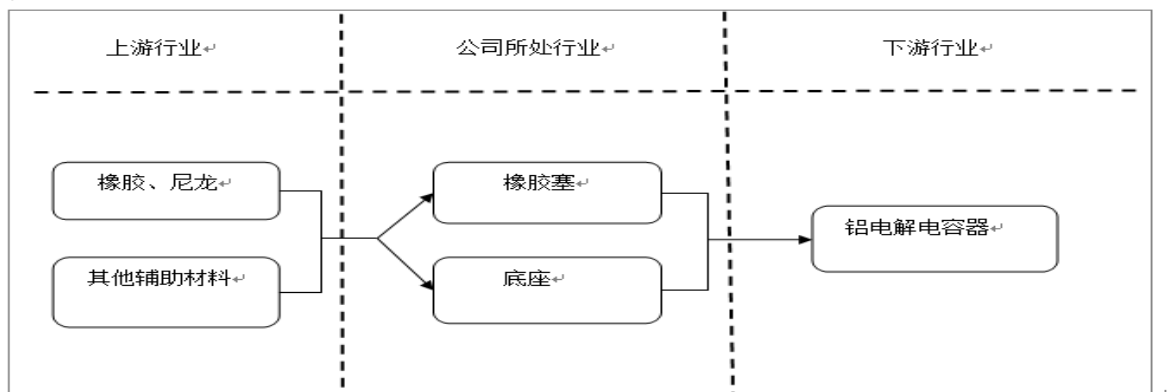 上游行业
公司所处行业
下游行业
橡胶、尼龙
橡胶塞
铝电解电容器
其他辅助材料
底座